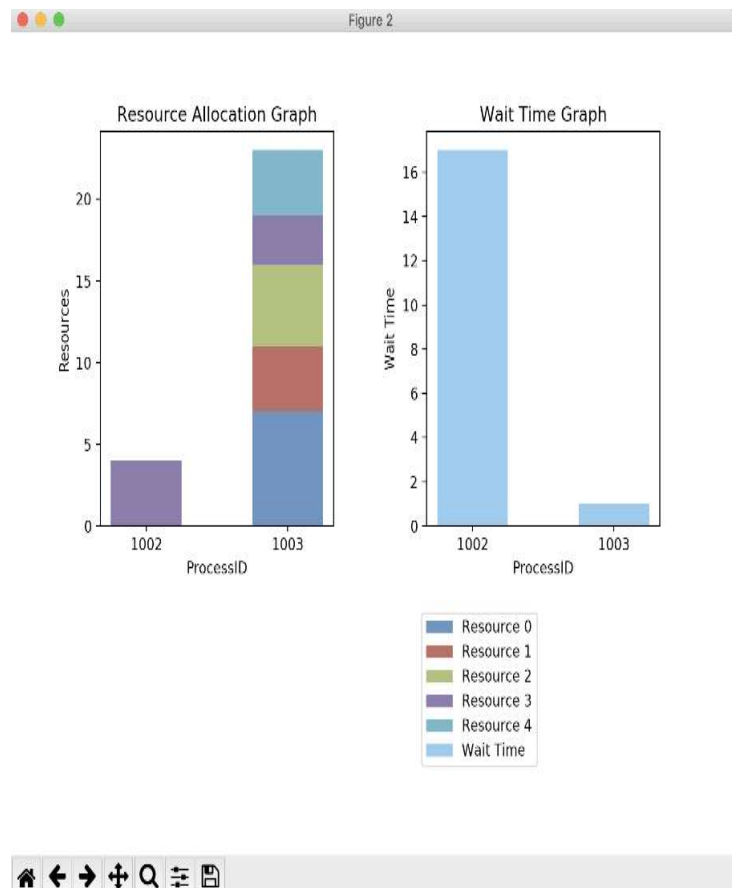 Figure 2
Resource Allocation Graph
Resources
20
15
10
5
0
1002 1003
ProcessID
Wait Time Graph
Wait Time
16
14
12
10
8
6
4
2
0
1002 1003
ProcessID
Resource 0
Resource 1
Resource 2
Resource 3
Resource 4
Wait Time